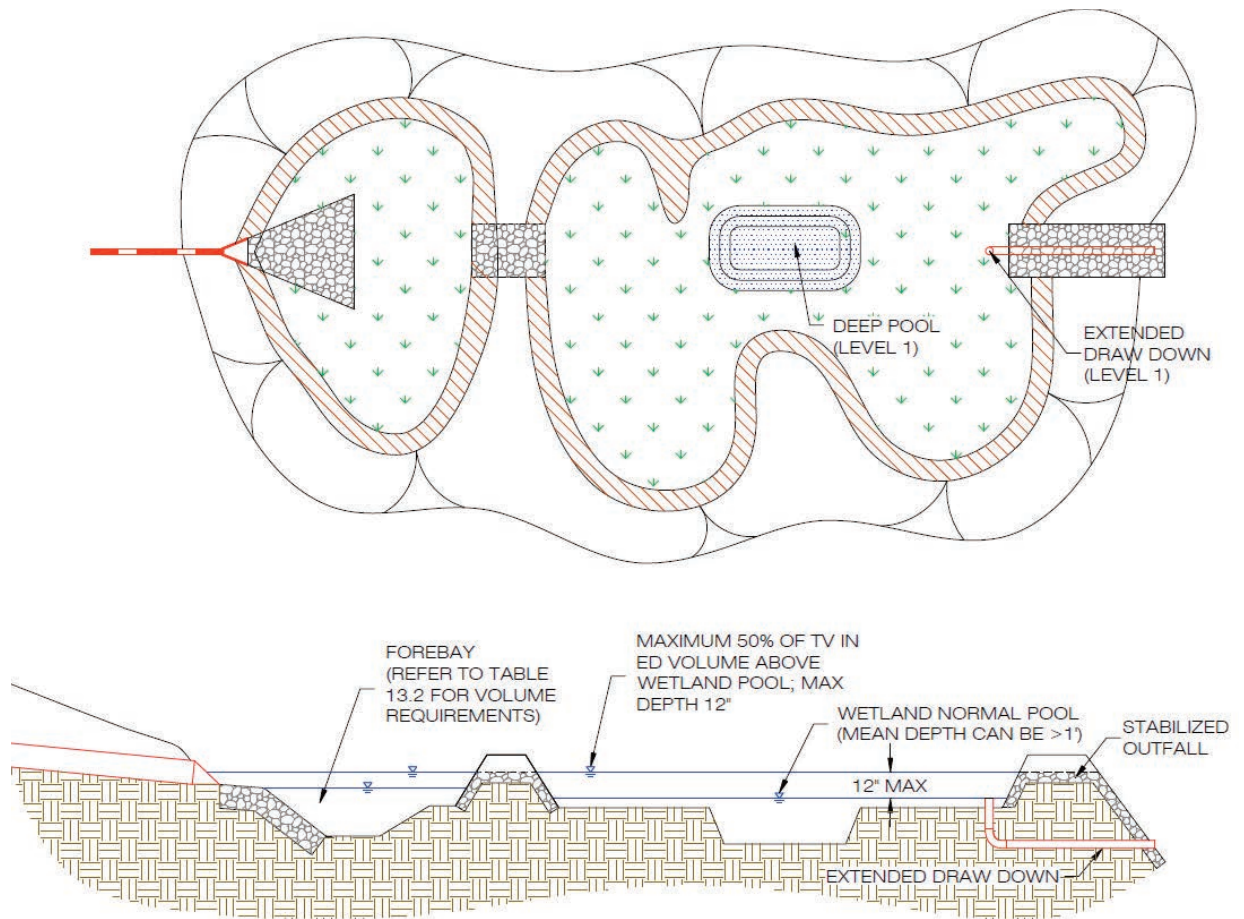 DEEP POOL
(LEVEL 1)
EXTENDED
DRAW DOWN
(LEVEL 1)
FOREBAY
(REFER TO TABLE
13.2 FOR VOLUME
REQUIREMENTS)
MAXIMUM 50% OF TV IN
ED VOLUME ABOVE
WETLAND POOL; MAX
DEPTH 12"
WETLAND NORMAL POOL
(MEAN DEPTH CAN BE >1')
STABILIZED
OUTFALL
12" MAX
EXTENDED DRAW DOWN